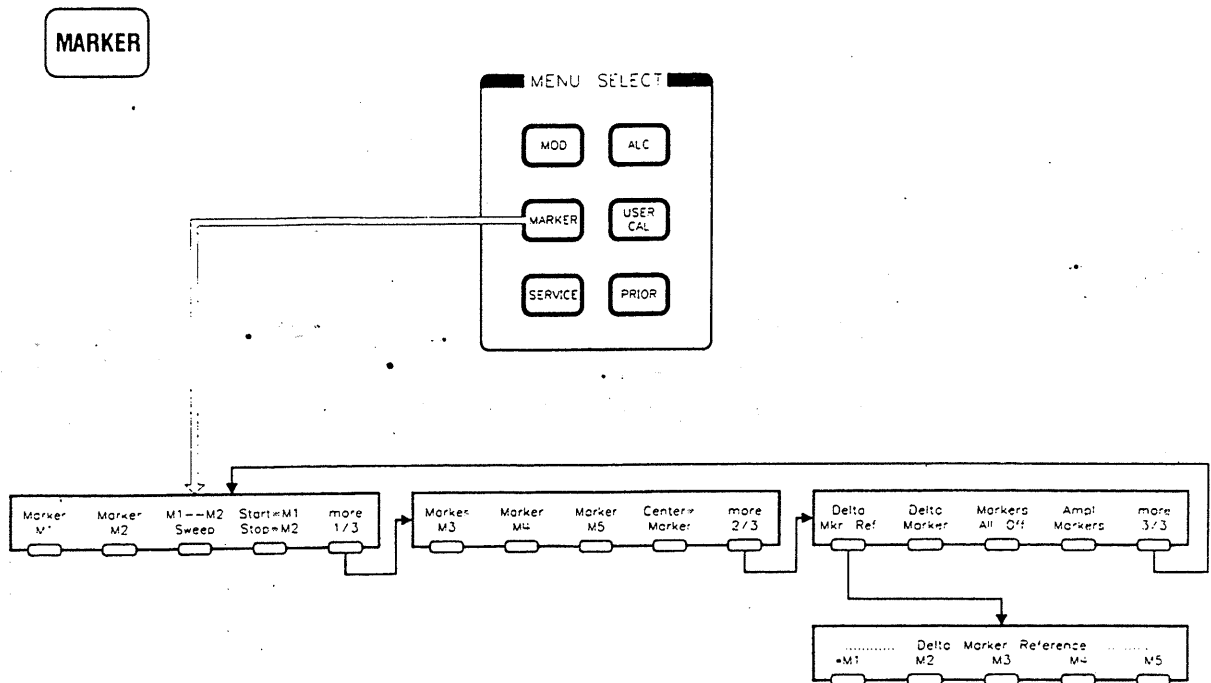 MARKER
MENU SELECT
MOD
ALC
MARKER
USER
CAL
SERVICE
PRIOR
Marker
M1
Marker
M2
M1--M2
Sweep
Start=M1
Stop=M2
more
1/3
Marker
M3
Marker
M4
Marker
M5
Center=
Marker
more
2/3
Delta
Mkr Ref
Delta
Marker
Markers
All Off
Ampl
Markers
more
3/3
............ Delta Marker Reference ........
*M1
M2
M3
M4
M5